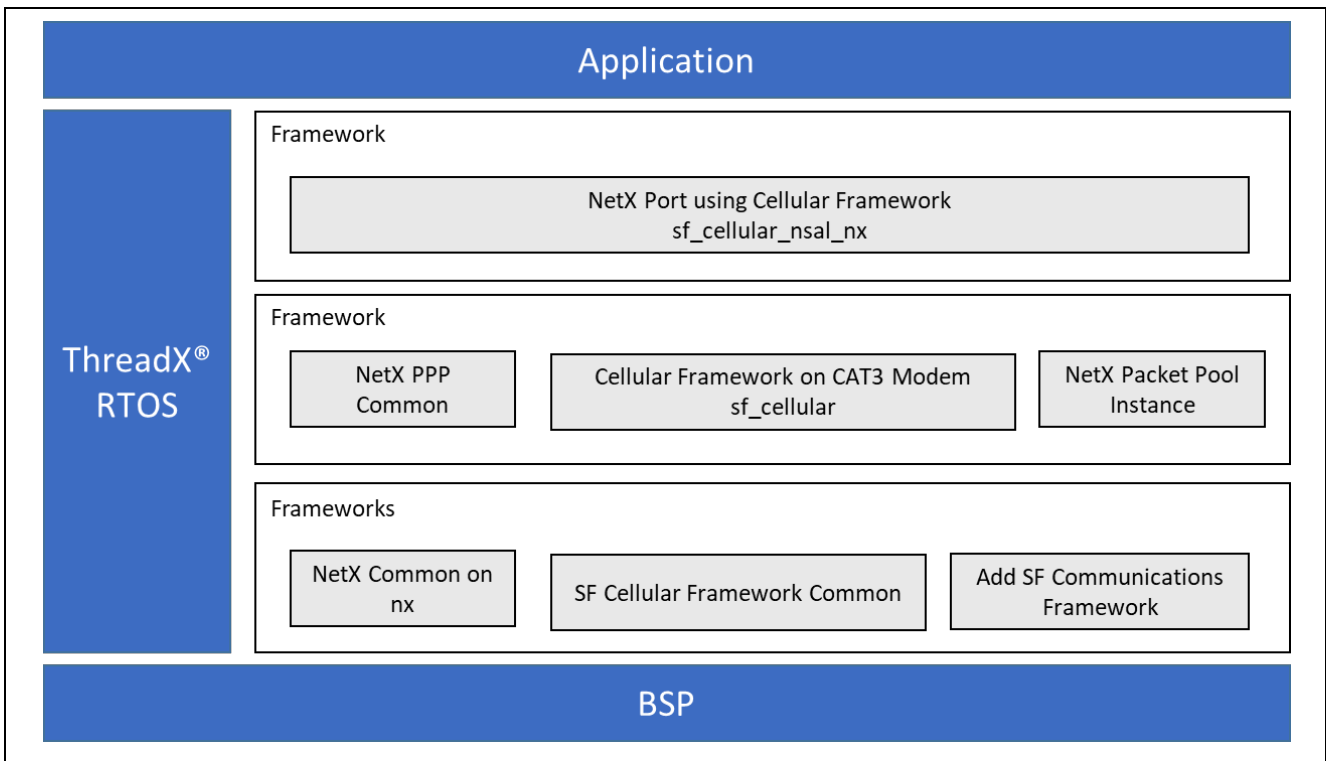 Application
ThreadX®
RTOS
Framework
NetX Port using Cellular Framework
sf_cellular_nsal_nx
Framework
NetX PPP
Common
Cellular Framework on CAT3 Modem
sf_cellular
NetX Packet Pool
Instance
Frameworks
NetX Common on
nx
SF Cellular Framework Common
Add SF Communications
Framework
BSP